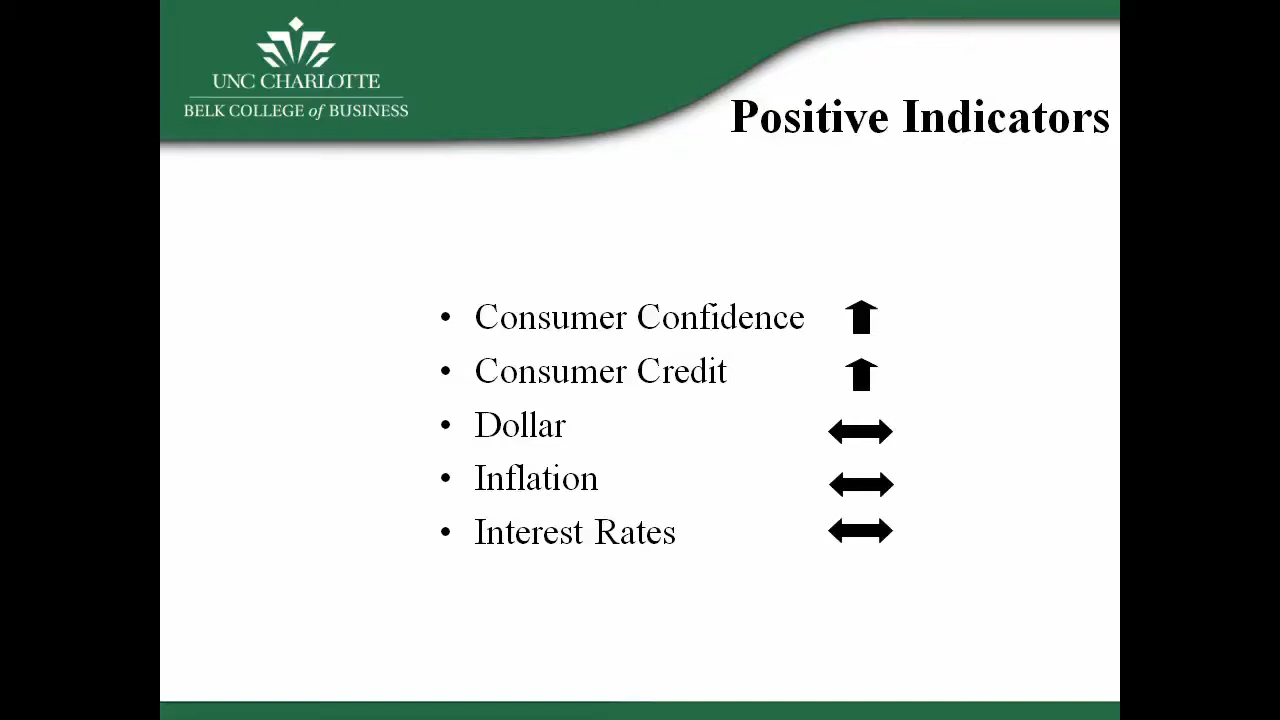 UNC CHARLOTTE
BELK COLLEGE of BUSINESS
Positive Indicators
• Consumer Confidence
• Consumer Credit
• Dollar
• Inflation
• Interest Rates